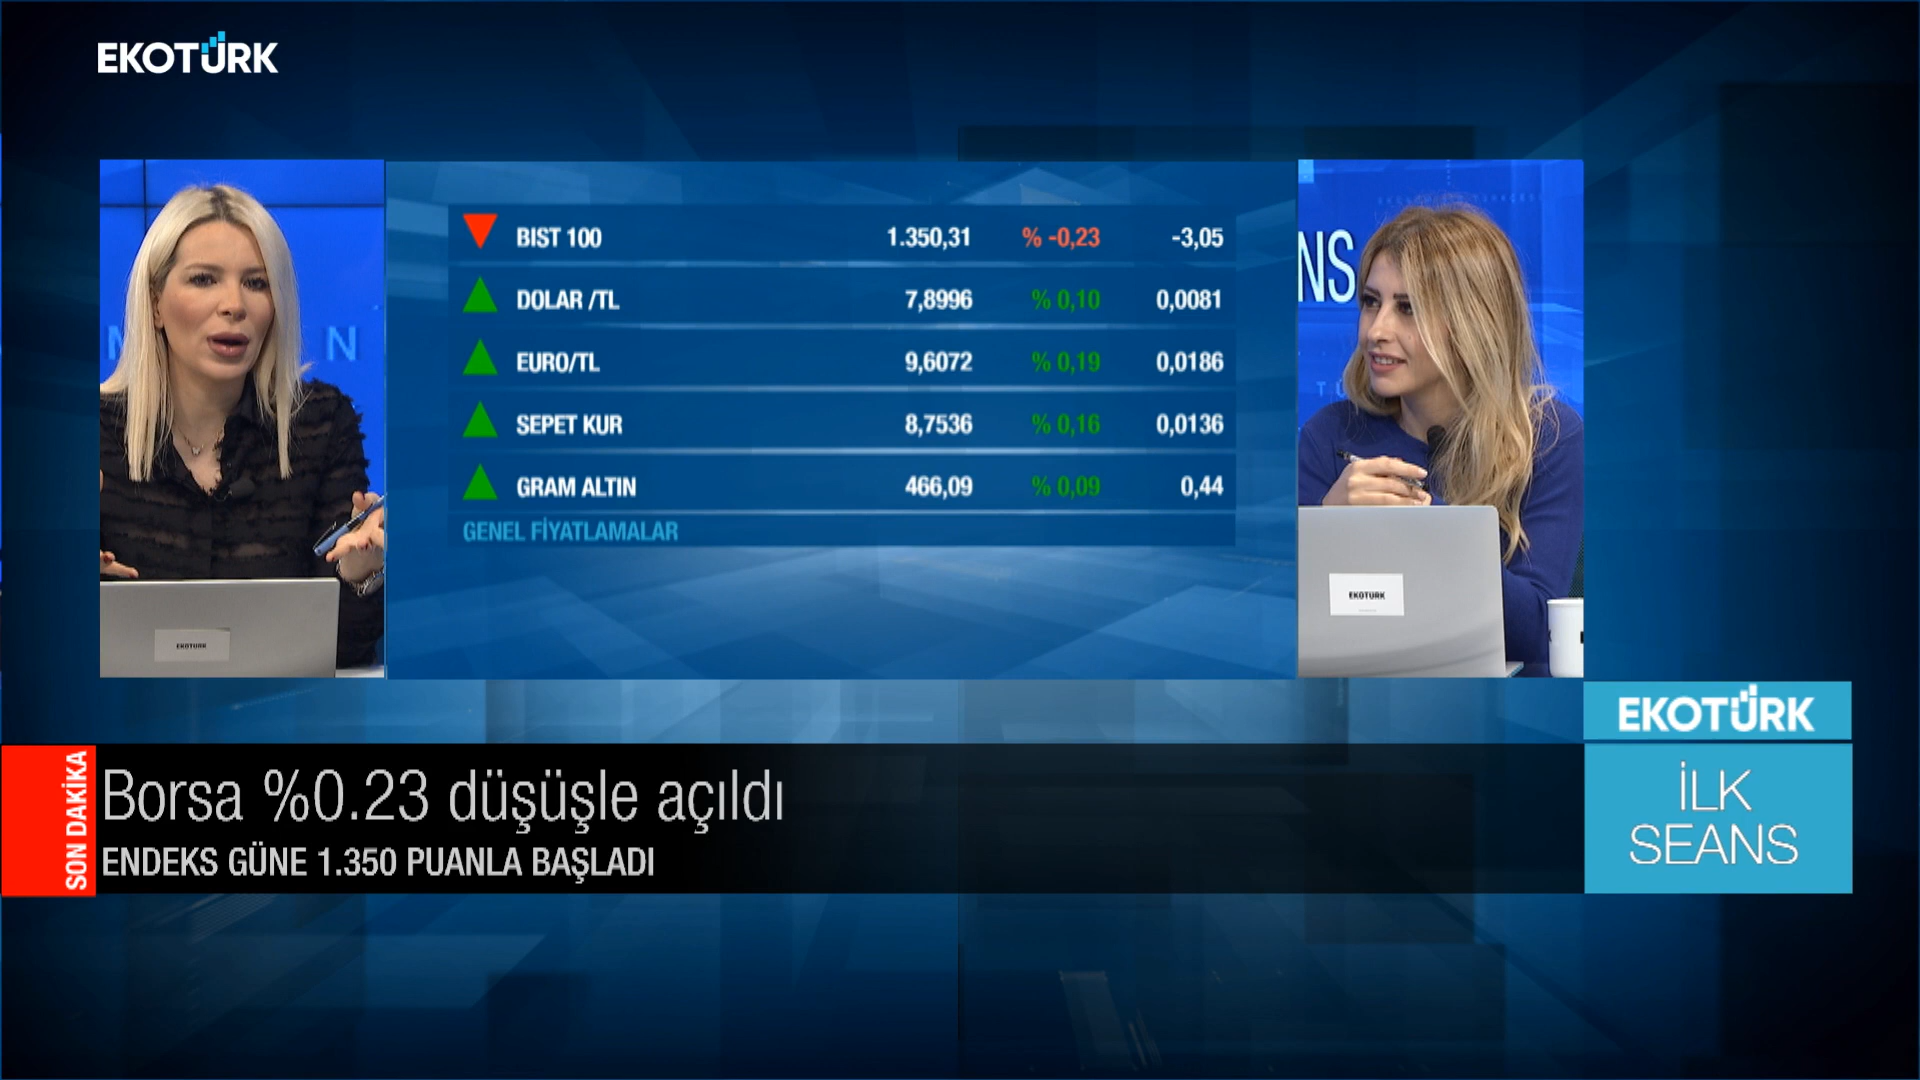 EKOTÜRK
BIST 100 1.350,31 % -0,23 -3,05
DOLAR /TL 7,8996 % 0,10 0,0081
EURO/TL 9,6072 % 0,19 0,0186
SEPET KUR 8,7536 % 0,16 0,0136
GRAM ALTIN 466,09 % 0,09 0,44
GENEL FİYATLAMALAR
N
NS
T Ü
EKOTÜRK
EKOTÜRK
EKOTÜRK
İLK
SEANS
SON DAKİKA
Borsa %0.23 düşüşle açıldı
ENDEKS GÜNE 1.350 PUANLA BAŞLADI